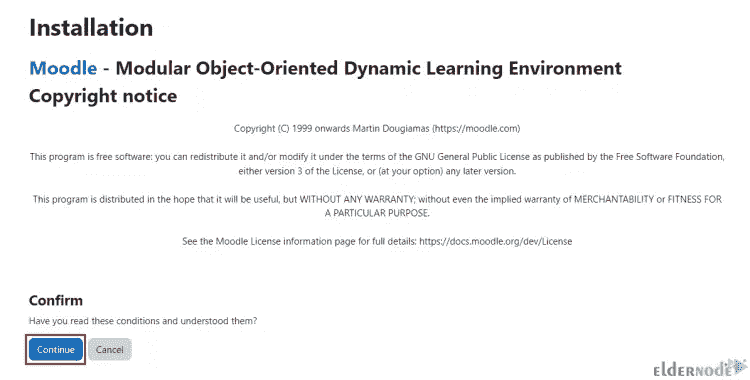 Installation
Moodle - Modular Object-Oriented Dynamic Learning Environment
Copyright notice
Copyright (C) 1999 onwards Martin Dougiamas (https://moodle.com)
This program is free software: you can redistribute it and/or modify it under the terms of the GNU General Public License as published by the Free Software Foundation,
either version 3 of the License, or (at your option) any later version.
This program is distributed in the hope that it will be useful, but WITHOUT ANY WARRANTY; without even the implied warranty of MERCHANTABILITY or FITNESS FOR
A PARTICULAR PURPOSE.
See the Moodle License information page for full details: https://docs.moodle.org/dev/License
Confirm
Have you read these conditions and understood them?
Continue Cancel
ELDERNODE